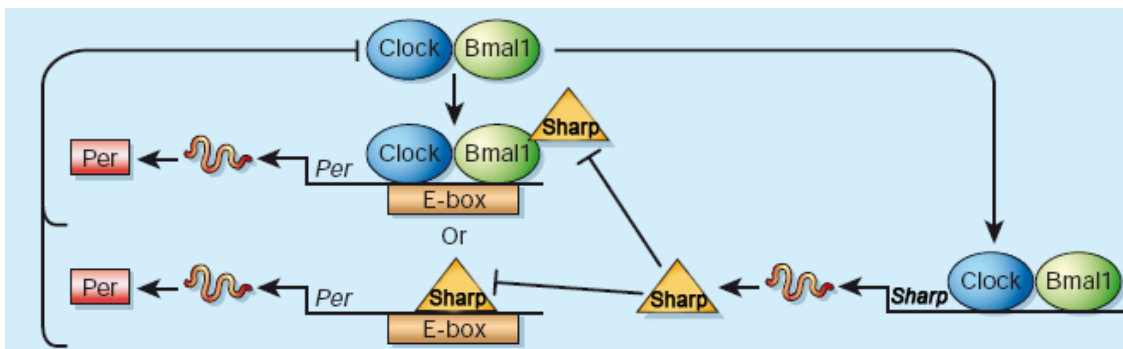 Clock Bmal1
Sharp
Clock Bmal1
Per
Per
E-box
Or
Sharp
Per
Per
E-box
Sharp
Sharp
Clock Bmal1